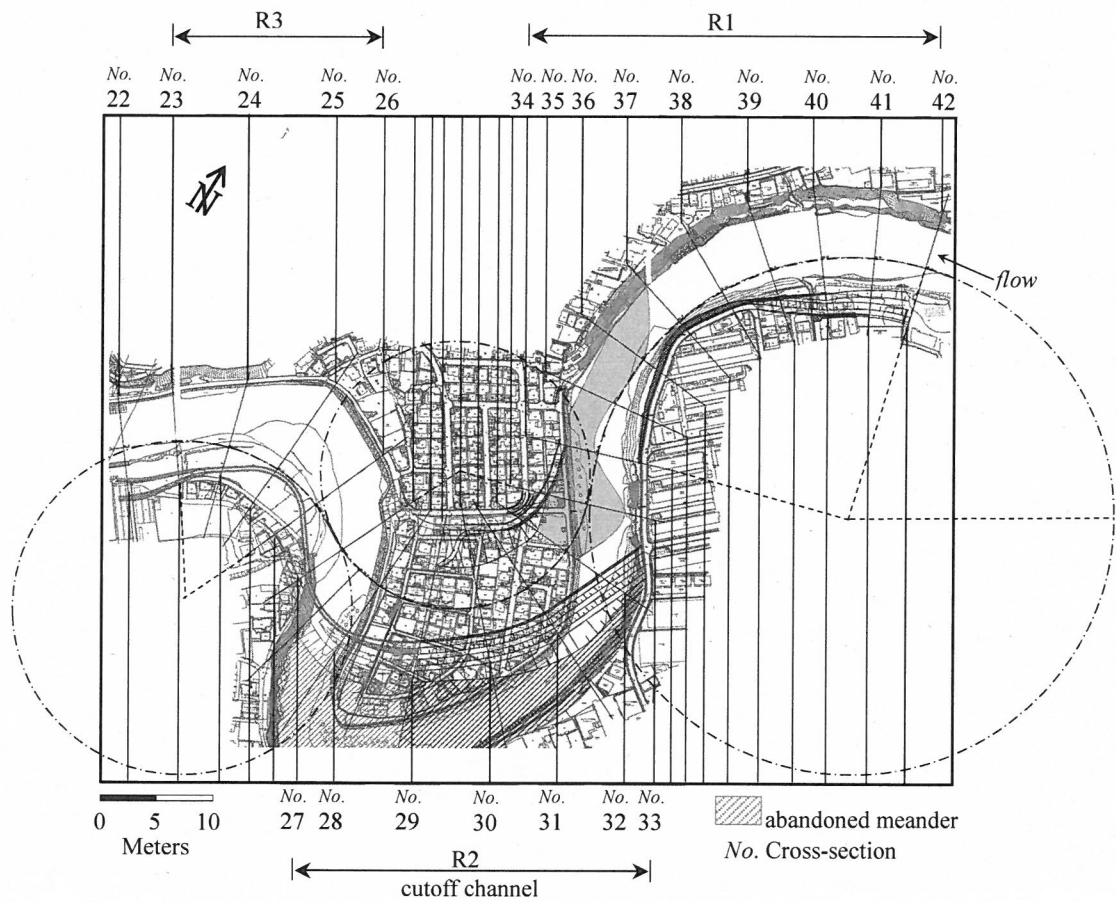 R3 R1
No. No. No. No. No. No. No. No. No. No. No. No. No. No.
22 23 24 25 26 34 35 36 37 38 39 40 41 42
N
flow
No. No. No. No. No. No. No.
27 28 29 30 31 32 33
0 5 10
Meters
abandoned meander
No. Cross-section
R2
cutoff channel